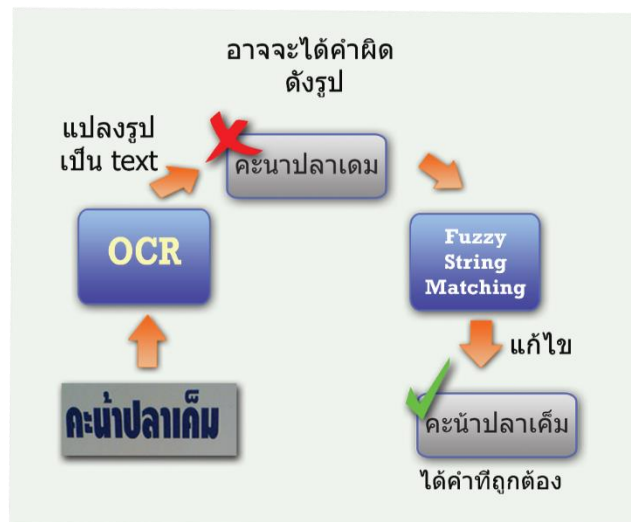 อาจจะได้คำผิด
ดังรูป
แปลงรูป
เป็น text
คะนาปลาเดม
OCR
Fuzzy
String
Matching
แก้ไข
คะน้าปลาเค็ม
คะน้าปลาเค็ม
ได้คำที่ถูกต้อง